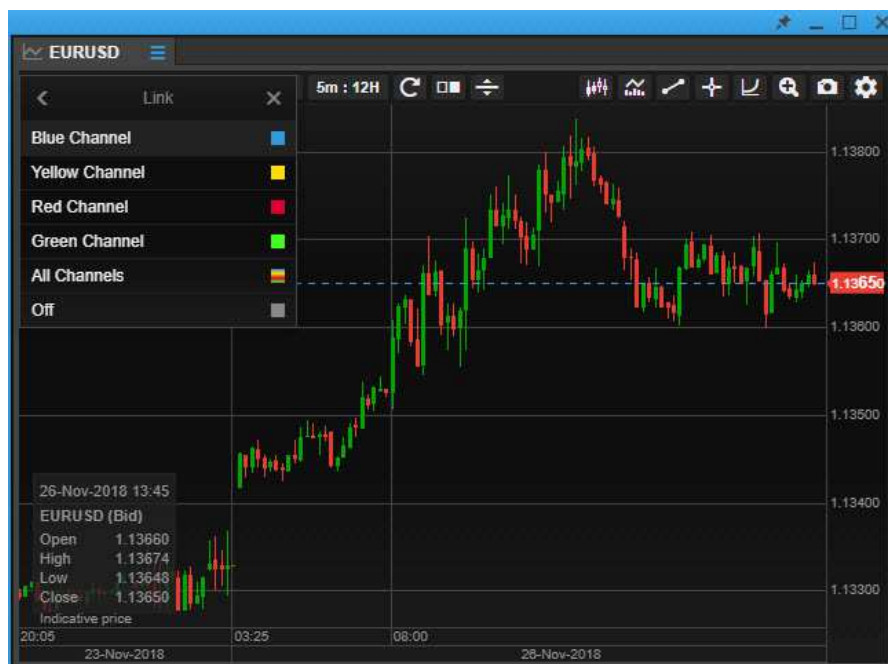 EURUSD
Link
5m : 12H
Blue Channel
Yellow Channel
Red Channel
Green Channel
All Channels
Off
1.13800
1.13700
1.13650
1.13600
1.13500
1.13400
1.13300
26-Nov-2018 13:45
EURUSD (Bid)
Open 1.13660
High 1.13674
Low 1.13648
Close 1.13650
Indicative price
20:05 03:25 08:00
23-Nov-2018 26-Nov-2018